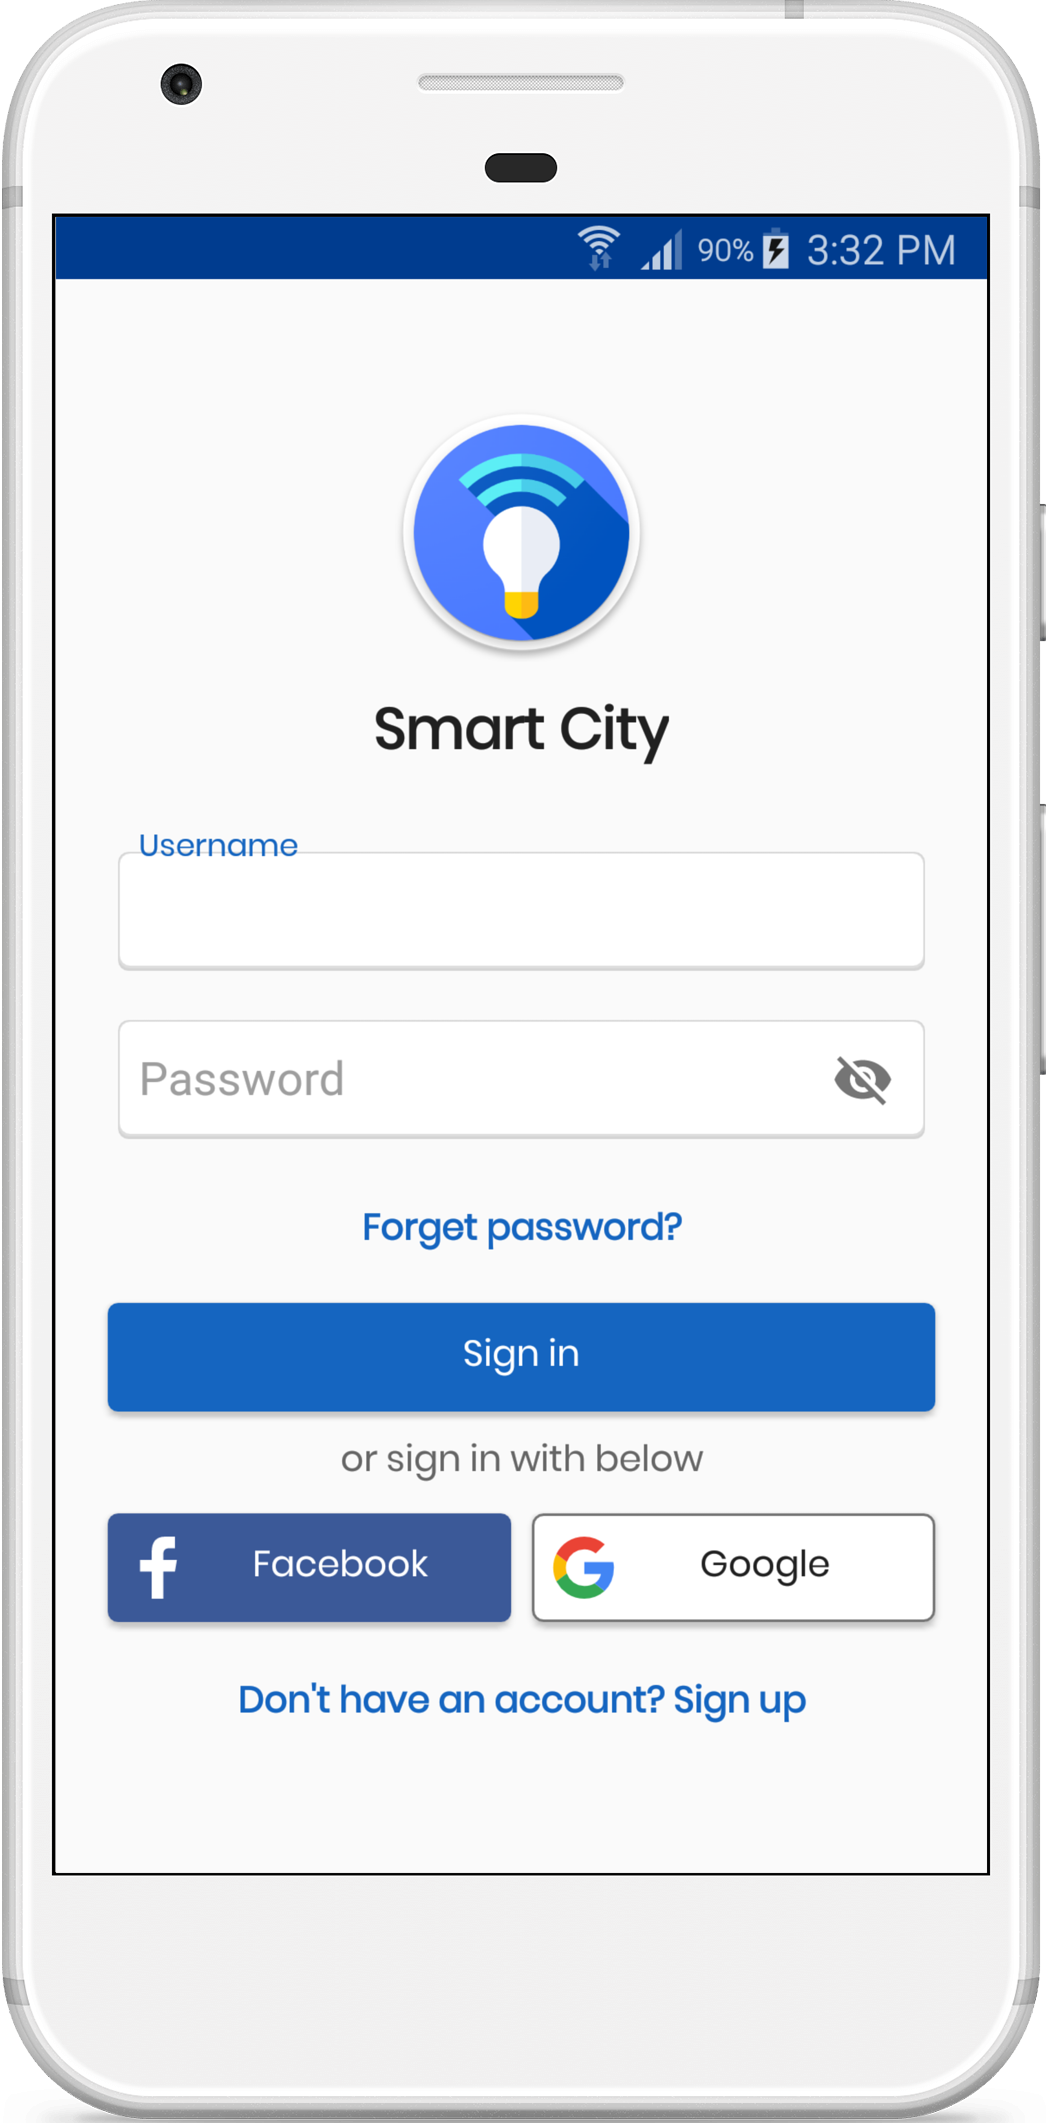 90% 3:32 PM
Smart City
Username
Password
Forget password?
Sign in
or sign in with below
Facebook
Google
Don't have an account? Sign up